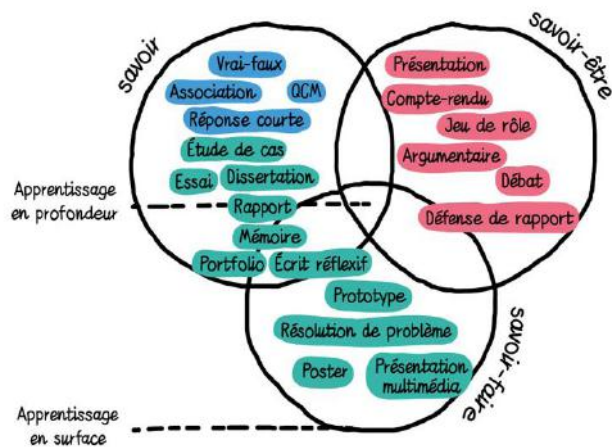 savoir
Vrai-faux
Association
QCM
Réponse courte
Étude de cas
Essai
Dissertation
Rapport
Mémoire
Portfolio
Écrit réflexif
savoir-être
Présentation
Compte-rendu
Jeu de rôle
Argumentaire
Débat
Défense de rapport
Prototype
Résolution de problème
Poster
Présentation
multimédia
savoir-faire
Apprentissage
en profondeur
Apprentissage
en surface